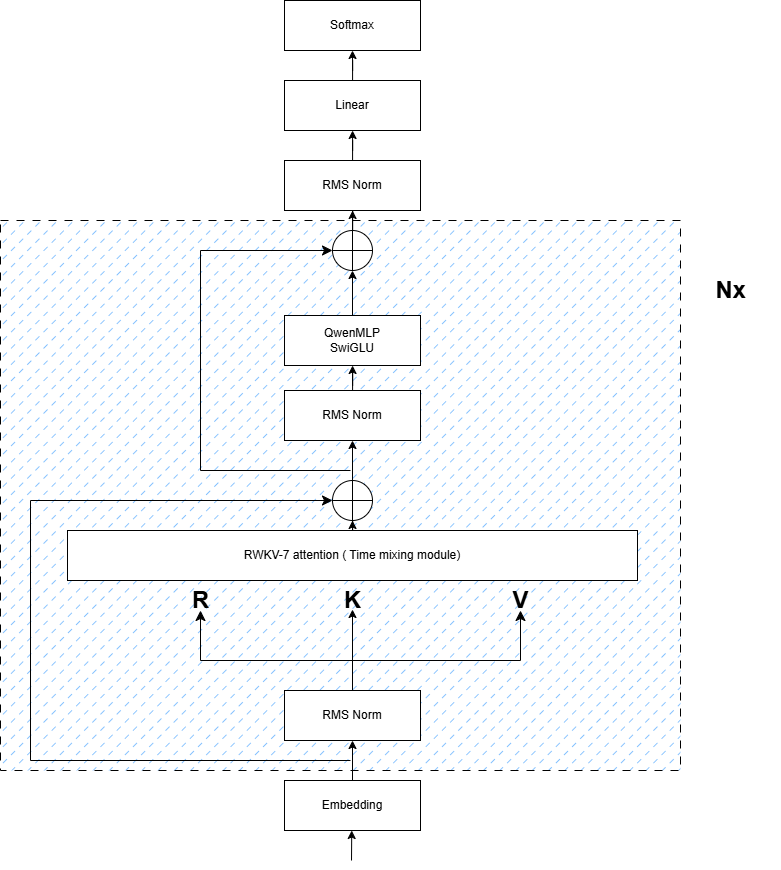 Softmax
Linear
RMS Norm
Nx
QwenMLP
SwiGLU
RMS Norm
RWKV-7 attention ( Time mixing module)
R K V
RMS Norm
Embedding